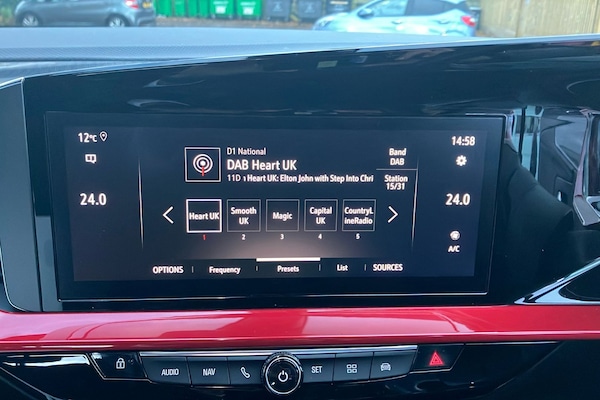 12°C
14:58
D1 National
DAB Heart UK
11D Heart UK: Elton John with Step Into Chri
Band
DAB
Station
15/31
24.0
24.0
Heart UK
Smooth UK
Magic
Capital UK
CountryL
ineRadio
1 2 3 4 5
A/C
OPTIONS Frequency Presets List SOURCES
AUDIO NAV SET